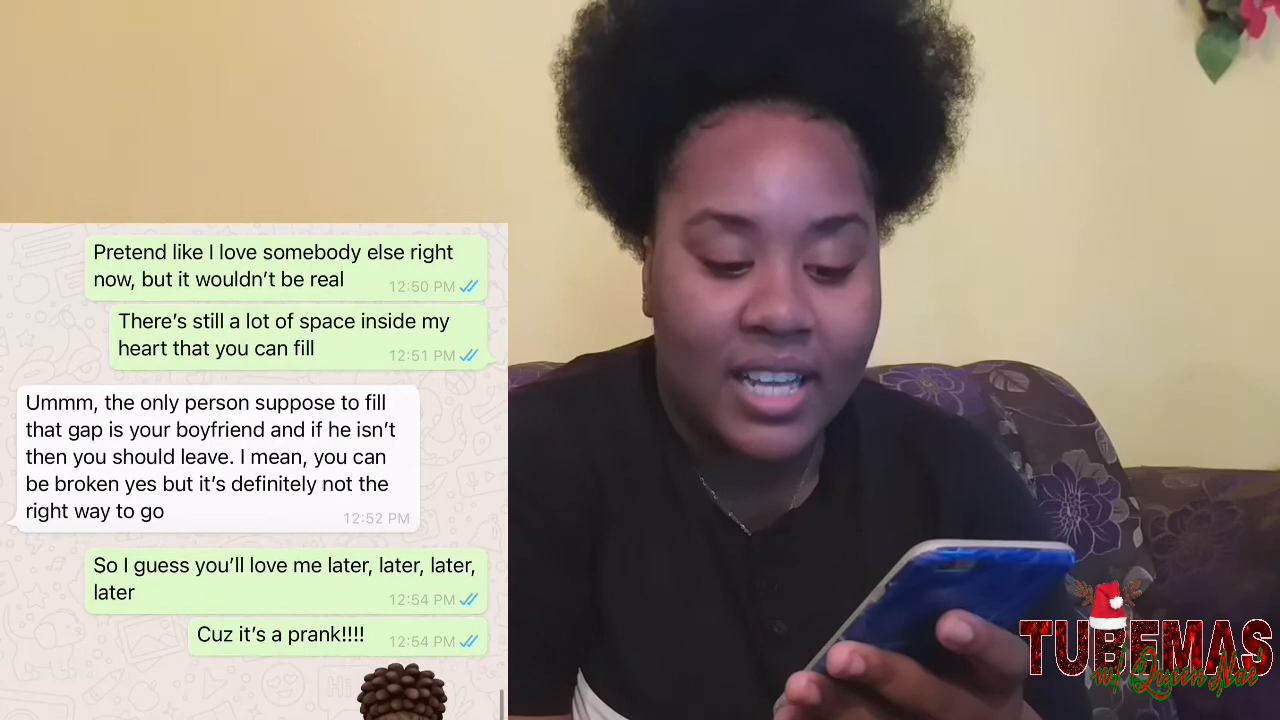 Pretend like I love somebody else right
now, but it wouldn't be real
12:50 PM
There's still a lot of space inside my
heart that you can fill
12:51 PM
Ummm, the only person suppose to fill
that gap is your boyfriend and if he isn't
then you should leave. I mean, you can
be broken yes but it's definitely not the
right way to go
12:52 PM
So I guess you'll love me later, later, later,
later
12:54 PM
Cuz it's a prank!!!!
12:54 PM
TUBEMAS
w/ Queen Nae